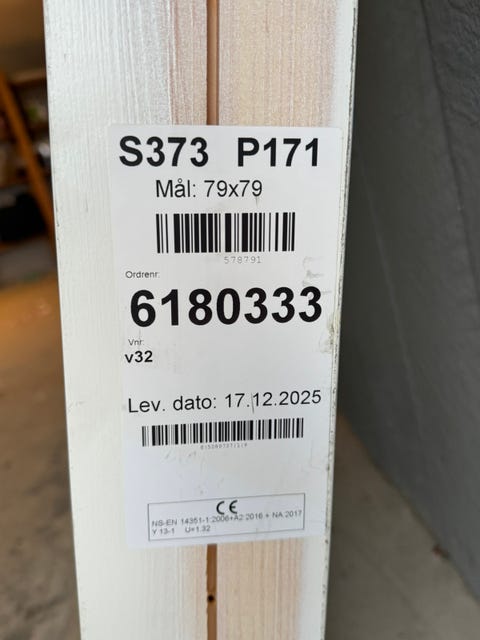 S373 P171
Mål: 79x79
578791
Ordrenr:
6180333
Vnr:
v32
Lev. dato: 17.12.2025
CE
NS-EN 14351-1:2006+A2:2016 + NA 2017
Y 13-1 U=1.32